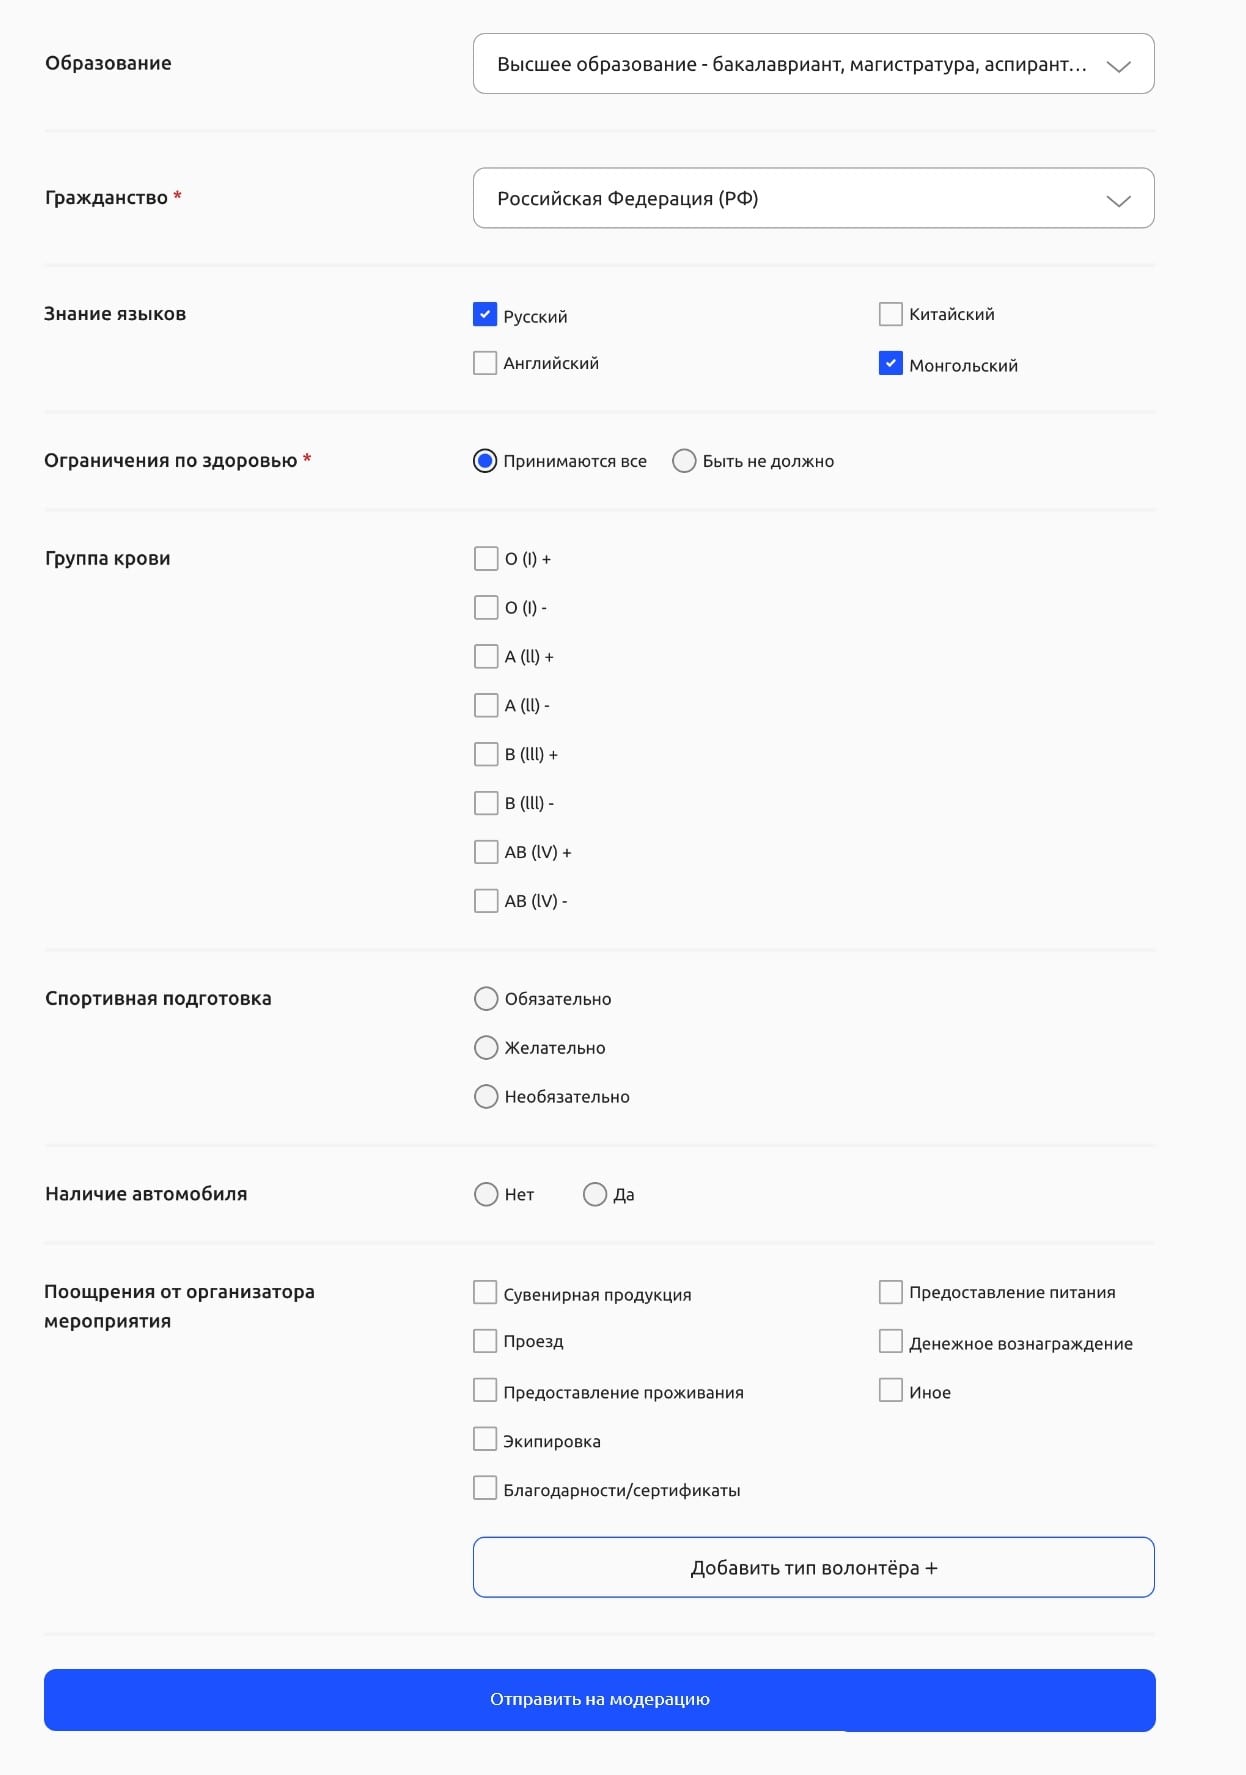 Образование
Высшее образование - бакалавриант, магистратура, аспирант...
Гражданство *
Российская Федерация (РФ)
Знание языков
Русский
Китайский
Английский
Монгольский
Ограничения по здоровью *
Принимаются все
Быть не должно
Группа крови
O (I) +
O (I) -
A (ll) +
A (ll) -
B (lll) +
B (lll) -
AB (lV) +
AB (lV) -
Спортивная подготовка
Обязательно
Желательно
Необязательно
Наличие автомобиля
Нет
Да
Поощрения от организатора
мероприятия
Сувенирная продукция
Предоставление питания
Проезд
Денежное вознаграждение
Предоставление проживания
Иное
Экипировка
Благодарности/сертификаты
Добавить тип волонтёра +
Отправить на модерацию